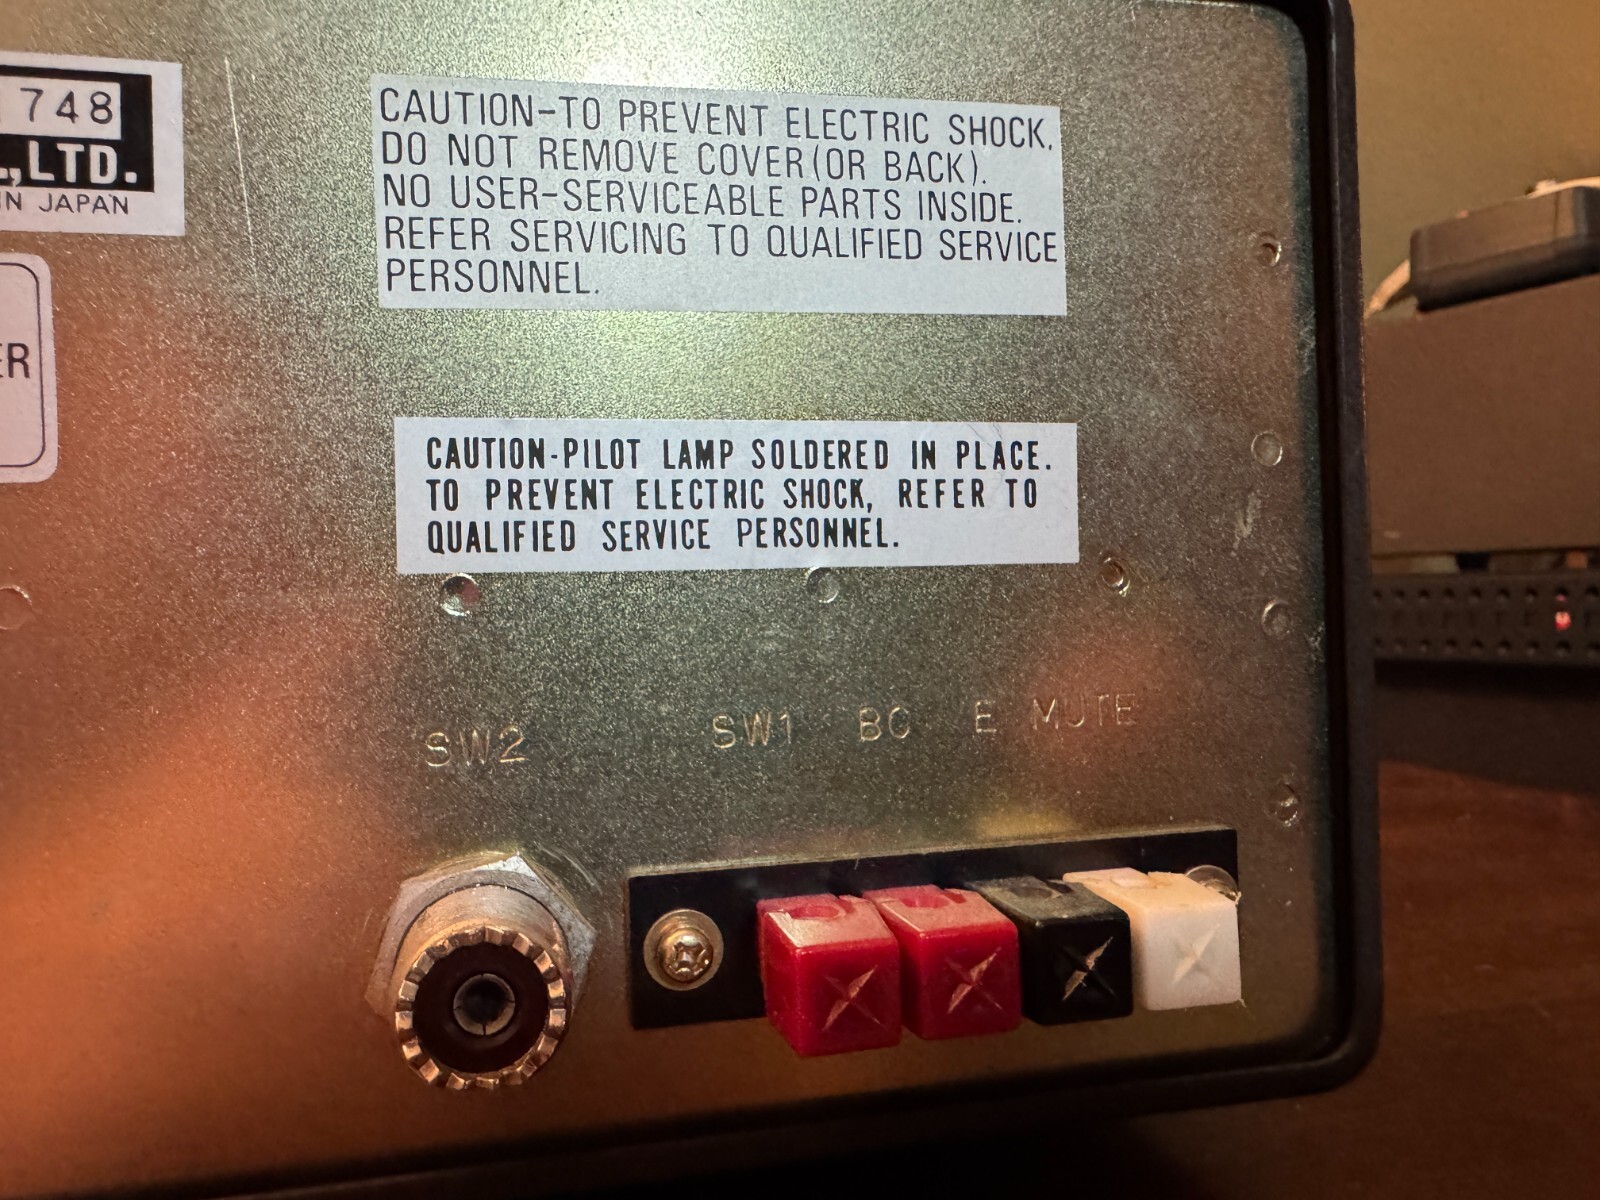 748
LTD.
IN JAPAN
ER
CAUTION-TO PREVENT ELECTRIC SHOCK,
DO NOT REMOVE COVER(OR BACK).
NO USER-SERVICEABLE PARTS INSIDE.
REFER SERVICING TO QUALIFIED SERVICE
PERSONNEL.
CAUTION-PILOT LAMP SOLDERED IN PLACE.
TO PREVENT ELECTRIC SHOCK, REFER TO
QUALIFIED SERVICE PERSONNEL.
SW2 SW1 BC E MUTE